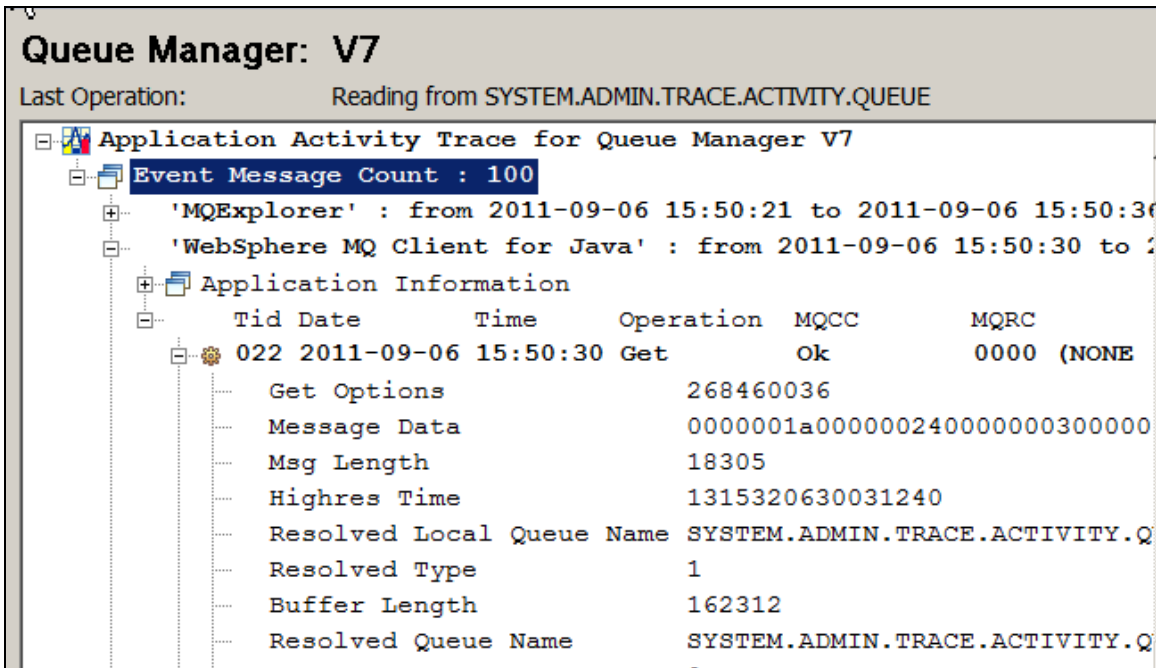 Queue Manager: V7
Last Operation: Reading from SYSTEM.ADMIN.TRACE.ACTIVITY.QUEUE
Application Activity Trace for Queue Manager V7
Event Message Count : 100
'MQExplorer' : from 2011-09-06 15:50:21 to 2011-09-06 15:50:36
'WebSphere MQ Client for Java' : from 2011-09-06 15:50:30 to
Application Information
Tid Date Time Operation MQCC MQRC
022 2011-09-06 15:50:30 Get Ok 0000 (NONE
Get Options 268460036
Message Data 0000001a000000240000000300000
Msg Length 18305
Highres Time 1315320630031240
Resolved Local Queue Name SYSTEM.ADMIN.TRACE.ACTIVITY.Q
Resolved Type 1
Buffer Length 162312
Resolved Queue Name SYSTEM.ADMIN.TRACE.ACTIVITY.Q